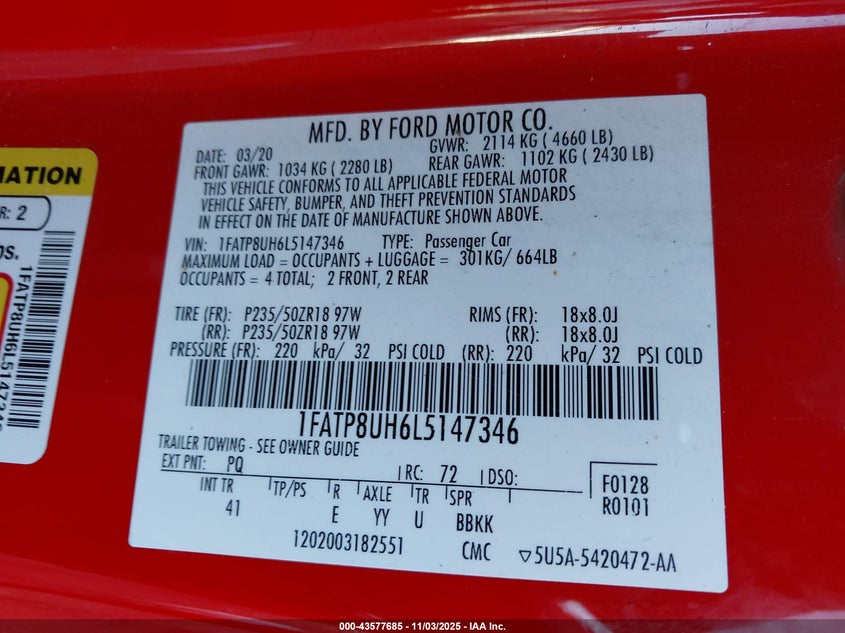 MATION
R: 2
bs.
1FATP8UH6L5147346
MFD. BY FORD MOTOR CO.
DATE: 03/20 GVWR: 2114 KG ( 4660 LB)
FRONT GAWR: 1034 KG ( 2280 LB) REAR GAWR: 1102 KG ( 2430 LB)
THIS VEHICLE CONFORMS TO ALL APPLICABLE FEDERAL MOTOR
VEHICLE SAFETY, BUMPER, AND THEFT PREVENTION STANDARDS
IN EFFECT ON THE DATE OF MANUFACTURE SHOWN ABOVE.
VIN: 1FATP8UH6L5147346 TYPE: Passenger Car
MAXIMUM LOAD = OCCUPANTS + LUGGAGE = 301KG/ 664LB
OCCUPANTS = 4 TOTAL; 2 FRONT, 2 REAR
TIRE (FR): P235/50ZR18 97W RIMS (FR): 18x8.0J
(RR): P235/50ZR18 97W (RR): 18x8.0J
PRESSURE (FR): 220 kPa/ 32 PSI COLD (RR): 220 kPa/ 32 PSI COLD
1FATP8UH6L5147346
TRAILER TOWING - SEE OWNER GUIDE
EXT PNT: PQ RC: 72 DSO: F0128
INT TR TP/PS R AXLE TR SPR R0101
41 E YY U BBKK
1202003182551 CMC ▽5U5A-5420472-AA
000-43577685 - 11/03/2025 - IAA Inc.